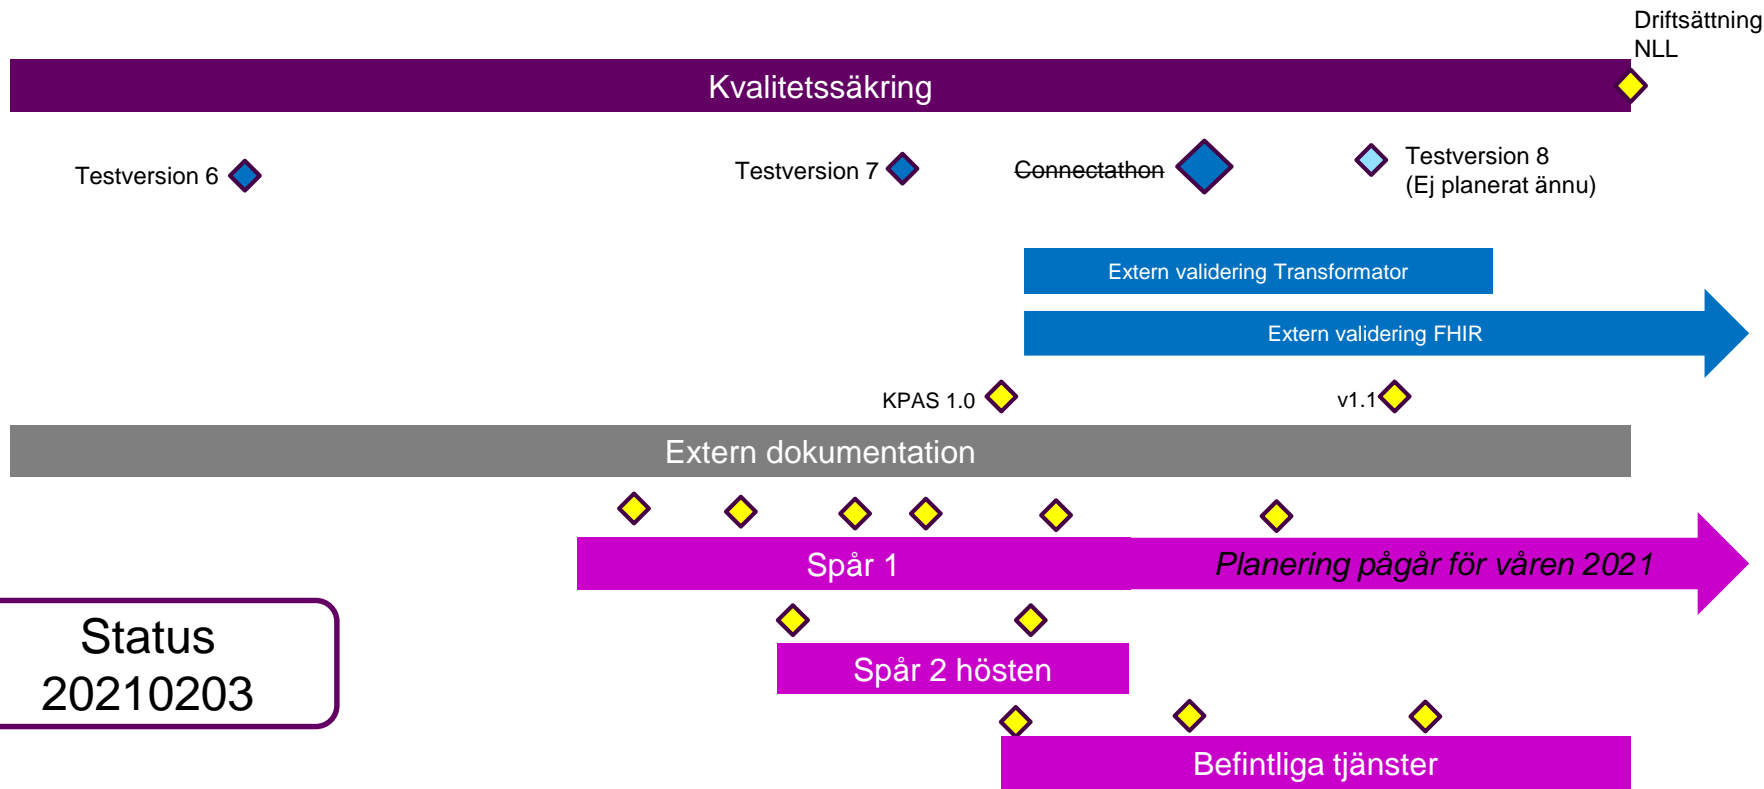 Driftsättning
NLL
Kvalitetssäkring
Testversion 6
Testversion 7
Connectathon
Testversion 8
(Ej planerat ännu)
Extern validering Transformator
Extern validering FHIR
KPAS 1.0
v1.1
Extern dokumentation
Spår 1
Planering pågår för våren 2021
Status
20210203
Spår 2 hösten
Befintliga tjänster